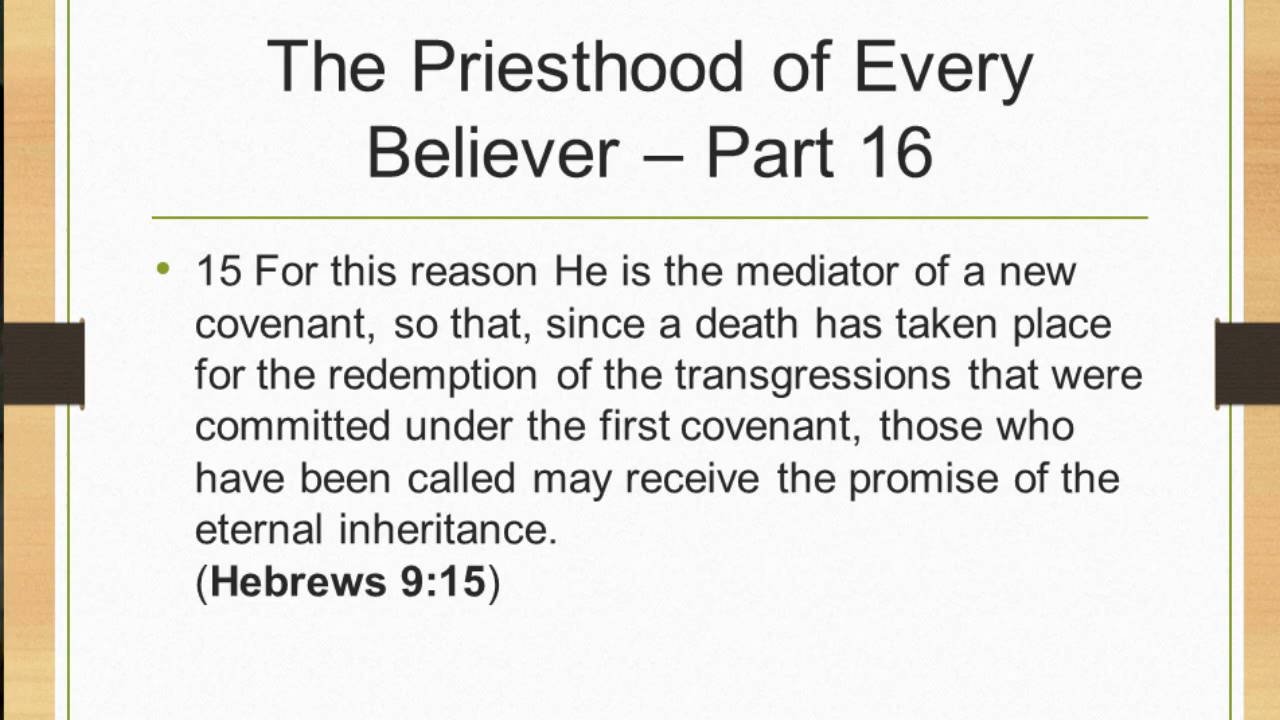 The Priesthood of Every
Believer – Part 16
• 15 For this reason He is the mediator of a new
covenant, so that, since a death has taken place
for the redemption of the transgressions that were
committed under the first covenant, those who
have been called may receive the promise of the
eternal inheritance.
(Hebrews 9:15)